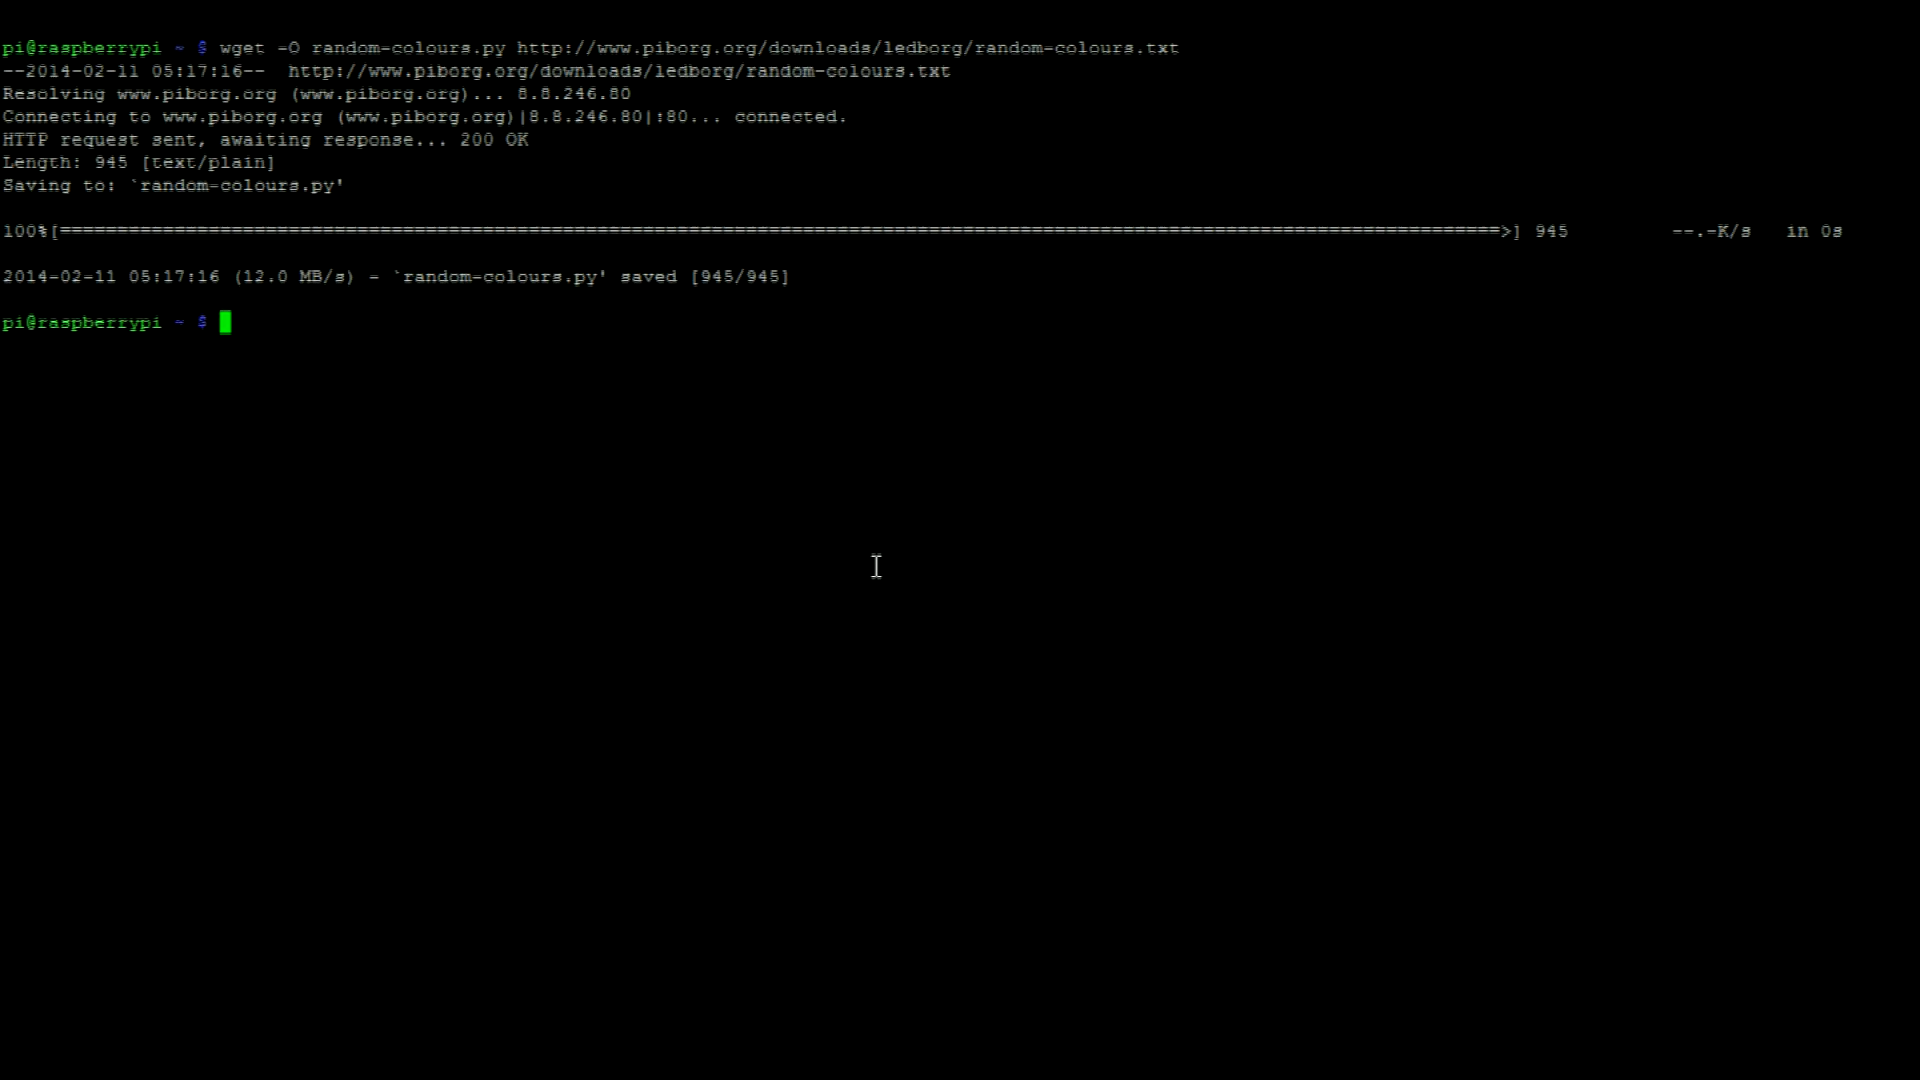 pi@raspberrypi ~ $ wget -O random-colours.py http://www.piborg.org/downloads/ledborg/random-colours.txt
--2014-02-11 05:17:16--  http://www.piborg.org/downloads/ledborg/random-colours.txt
Resolving www.piborg.org (www.piborg.org)... 8.8.246.80
Connecting to www.piborg.org (www.piborg.org)|8.8.246.80|:80... connected.
HTTP request sent, awaiting response... 200 OK
Length: 945 [text/plain]
Saving to: `random-colours.py'
100%[==============================================================================================================================>] 945         --.-K/s   in 0s
2014-02-11 05:17:16 (12.0 MB/s) - `random-colours.py' saved [945/945]
pi@raspberrypi ~ $